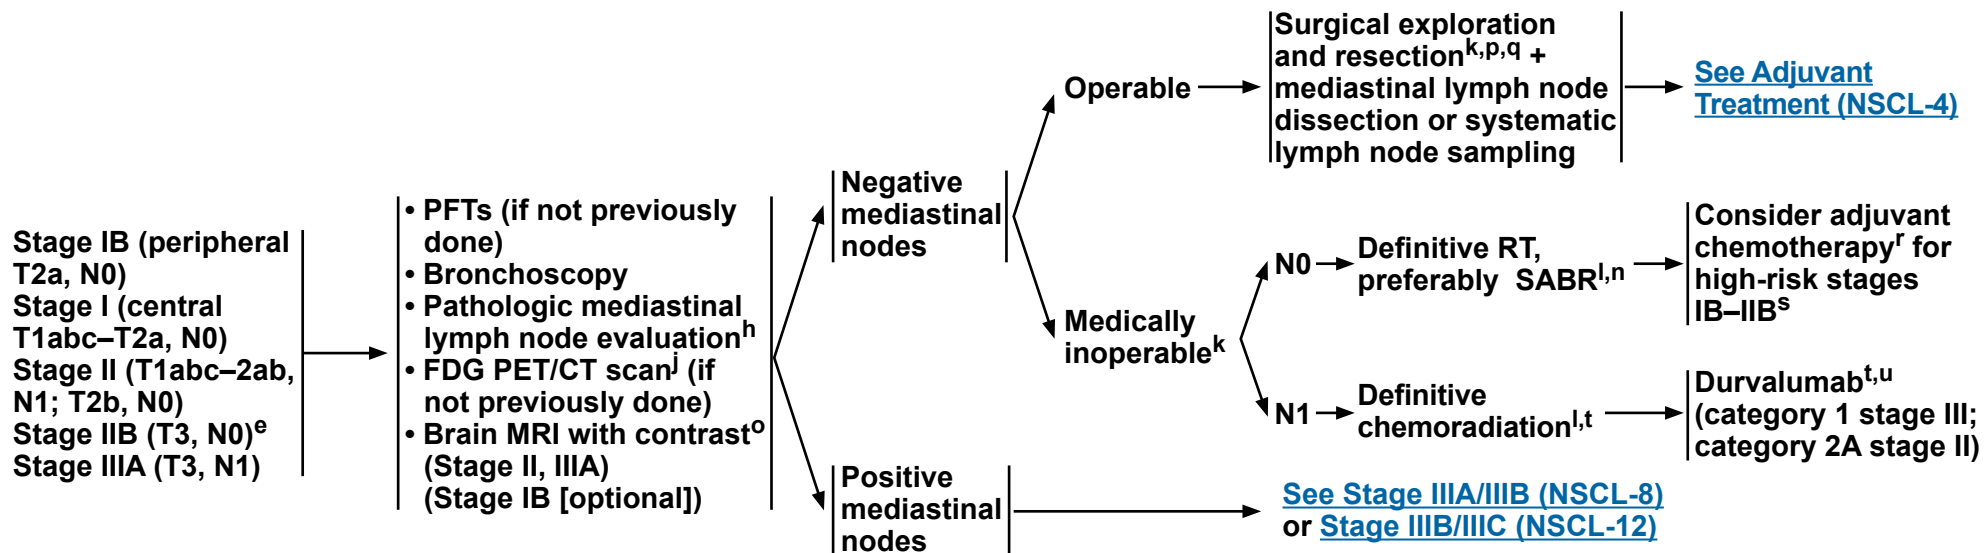 Stage IB (peripheral
T2a, N0)
Stage I (central
T1abc–T2a, N0)
Stage II (T1abc–2ab,
N1; T2b, N0)
Stage IIB (T3, N0)e
Stage IIIA (T3, N1)
• PFTs (if not previously
done)
• Bronchoscopy
• Pathologic mediastinal
lymph node evaluationh
• FDG PET/CT scanj (if
not previously done)
• Brain MRI with contrasto
(Stage II, IIIA)
(Stage IB [optional])
Negative
mediastinal
nodes
Operable
Surgical exploration
and resectionk,p,q +
mediastinal lymph node
dissection or systematic
lymph node sampling
See Adjuvant
Treatment (NSCL-4)
Medically
inoperablek
N0
Definitive RT,
preferably SABRl,n
Consider adjuvant
chemotherapyr for
high-risk stages
IB–IIBs
N1
Definitive
chemoradiationl,t
Durvalumabt,u
(category 1 stage III;
category 2A stage II)
Positive
mediastinal
nodes
See Stage IIIA/IIIB (NSCL-8)
or Stage IIIB/IIIC (NSCL-12)